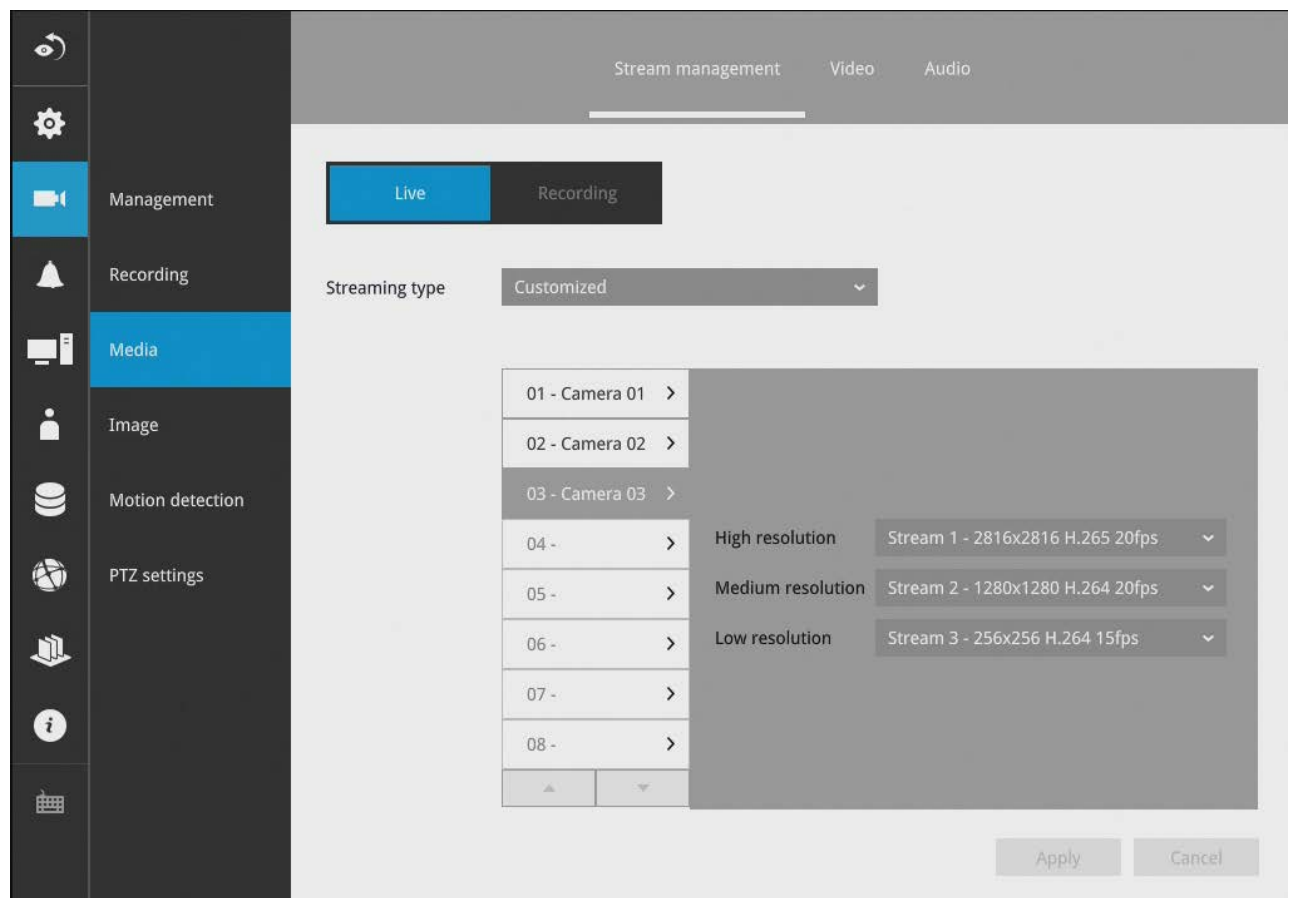 Stream management Video Audio
Management
Recording
Media
Image
Motion detection
PTZ settings
Live Recording
Streaming type Customized
01 - Camera 01
02 - Camera 02
03 - Camera 03
04 -
05 -
06 -
07 -
08 -
High resolution Stream 1 - 2816x2816 H.265 20fps
Medium resolution Stream 2 - 1280x1280 H.264 20fps
Low resolution Stream 3 - 256x256 H.264 15fps
Apply Cancel